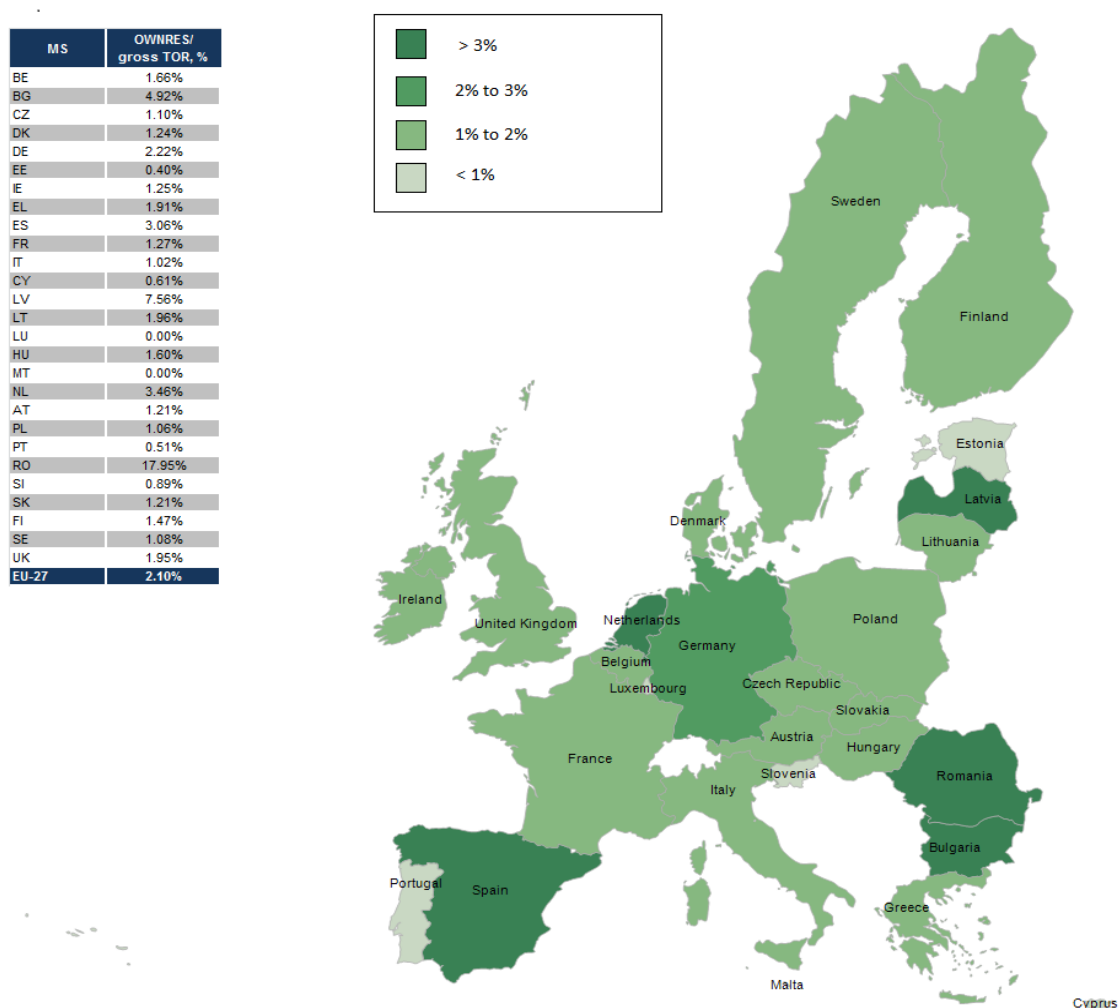 MS OWNRES/
gross TOR, %
BE 1.66%
BG 4.92%
CZ 1.10%
DK 1.24%
DE 2.22%
EE 0.40%
IE 1.25%
EL 1.91%
ES 3.06%
FR 1.27%
IT 1.02%
CY 0.61%
LV 7.56%
LT 1.96%
LU 0.00%
HU 1.60%
MT 0.00%
NL 3.46%
AT 1.21%
PL 1.06%
PT 0.51%
RO 17.95%
SI 0.89%
SK 1.21%
FI 1.47%
SE 1.08%
UK 1.95%
EU-27 2.10%
> 3%
2% to 3%
1% to 2%
< 1%
Sweden
Finland
Estonia
Latvia
Denmark
Lithuania
Ireland
United Kingdom
Netherlands
Poland
Germany
Belgium
Czech Republic
Luxembourg
Slovakia
Austria
Hungary
France
Slovenia
Romania
Italy
Bulgaria
Portugal
Spain
Greece
Malta
Cyprus